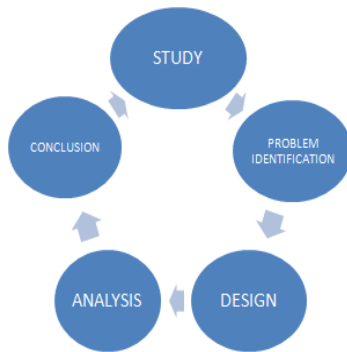 STUDY
PROBLEM
IDENTIFICATION
DESIGN
ANALYSIS
CONCLUSION